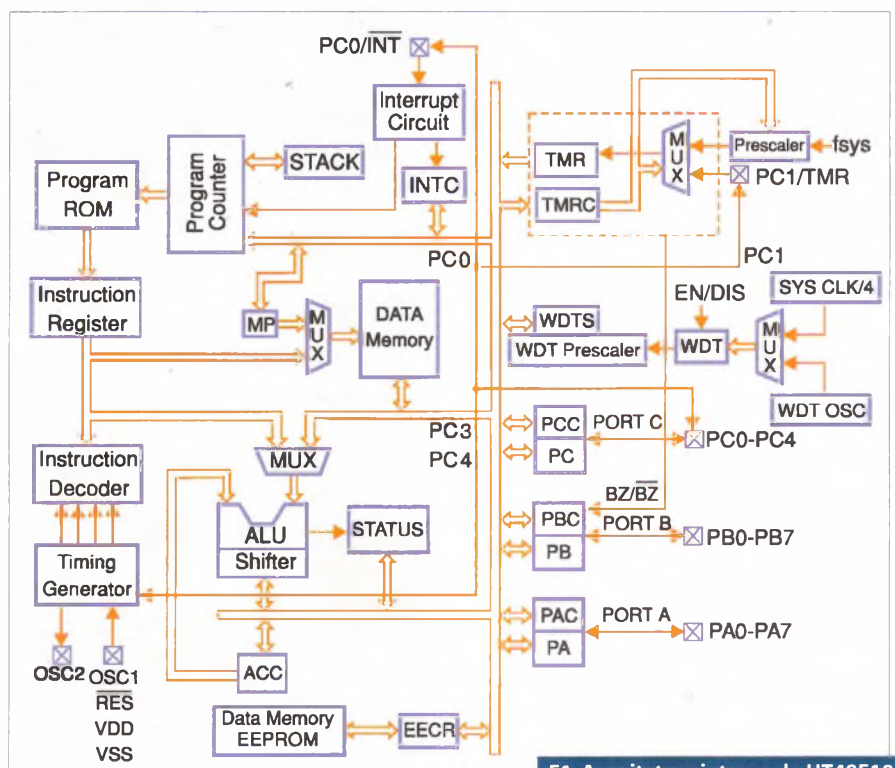 PC0/INT
Interrupt
Circuit
STACK
INTC
Program
Counter
Program
ROM
Instruction
Register
MP
MUX
DATA
Memory
TMR
TMRC
MUX
Prescaler
fsys
PC1/TMR
PC0
PC1
EN/DIS
SYS CLK/4
WDTS
WDT Prescaler
WDT
MUX
WDT OSC
PC3
PC4
PCC
PC
PORT C
PC0-PC4
MUX
Instruction
Decoder
ALU
Shifter
STATUS
BZ/BZ
PBC
PB
PORT B
PB0-PB7
Timing
Generator
PAC
PA
PORT A
PA0-PA7
OSC2
OSC1
RES
VDD
VSS
ACC
Data Memory
EEPROM
EECR